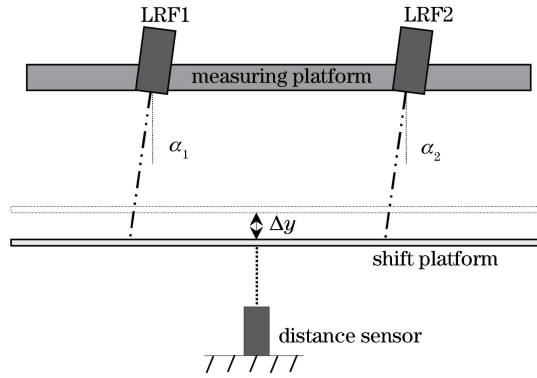 LRF1
LRF2
measuring platform
α1
α2
Δy
shift platform
distance sensor